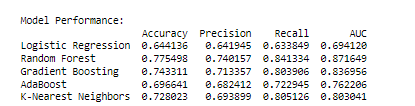 Model Performance:
Accuracy Precision Recall AUC
Logistic Regression 0.644136 0.641945 0.633849 0.694120
Random Forest 0.775498 0.740157 0.841334 0.871649
Gradient Boosting 0.743311 0.713357 0.803906 0.836956
AdaBoost 0.696641 0.682412 0.722945 0.762206
K-Nearest Neighbors 0.728023 0.693899 0.805126 0.803041